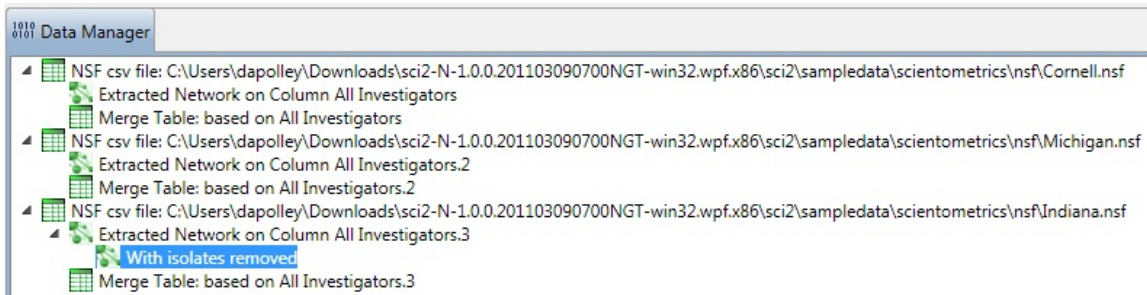 1010 0101 Data Manager
NSF csv file: C:\Users\dapolley\Downloads\sci2-N-1.0.0.201103090700NGT-win32.wpf.x86\sci2\sampledata\scientometrics\nsf\Cornell.nsf
Extracted Network on Column All Investigators
Merge Table: based on All Investigators
NSF csv file: C:\Users\dapolley\Downloads\sci2-N-1.0.0.201103090700NGT-win32.wpf.x86\sci2\sampledata\scientometrics\nsf\Michigan.nsf
Extracted Network on Column All Investigators.2
Merge Table: based on All Investigators.2
NSF csv file: C:\Users\dapolley\Downloads\sci2-N-1.0.0.201103090700NGT-win32.wpf.x86\sci2\sampledata\scientometrics\nsf\Indiana.nsf
Extracted Network on Column All Investigators.3
With isolates removed
Merge Table: based on All Investigators.3